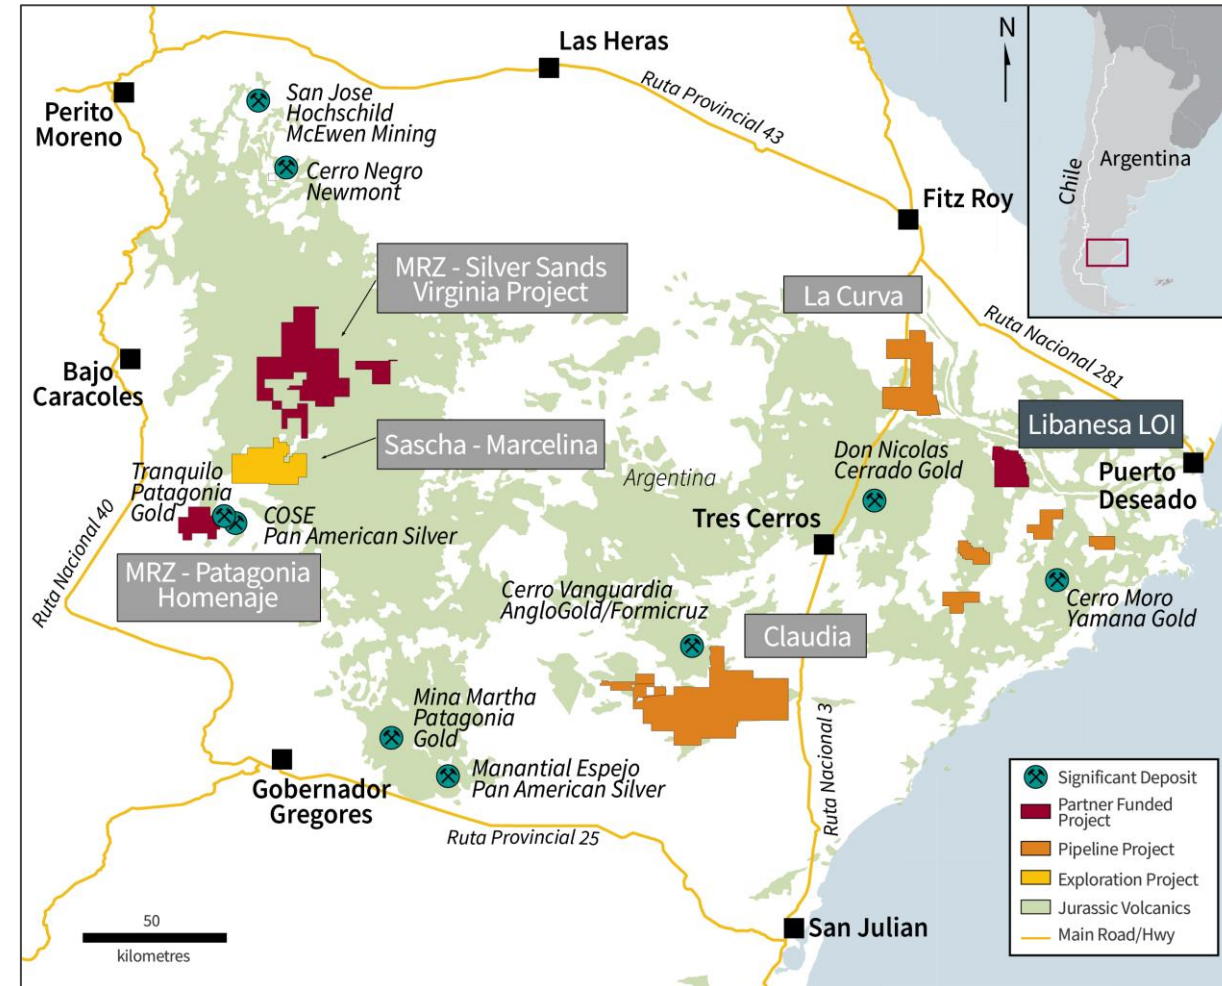 Las Heras
Ruta Provincial 43
Perito
Moreno
San Jose
Hochschild
McEwen Mining
Cerro Negro
Newmont
N
Chile
Argentina
Fitz Roy
MRZ - Silver Sands
Virginia Project
La Curva
Ruta Nacional 281
Bajo
Caracoles
Libanesa LOI
Sascha - Marcelina
Don Nicolas
Cerrado Gold
Puerto
Deseado
Argentina
Tranquilo
Patagonia
Gold
COSE
Pan American Silver
Tres Cerros
Ruta Nacional 40
MRZ - Patagonia
Homenaje
Cerro Vanguardia
AngloGold/Formicruz
Cerro Moro
Yamana Gold
Claudia
Mina Martha
Patagonia
Gold
Ruta Nacional 3
Manantial Espejo
Pan American Silver
Gobernador
Gregores
Ruta Provincial 25
San Julian
50
kilometres
Significant Deposit
Partner Funded
Project
Pipeline Project
Exploration Project
Jurassic Volcanics
Main Road/Hwy